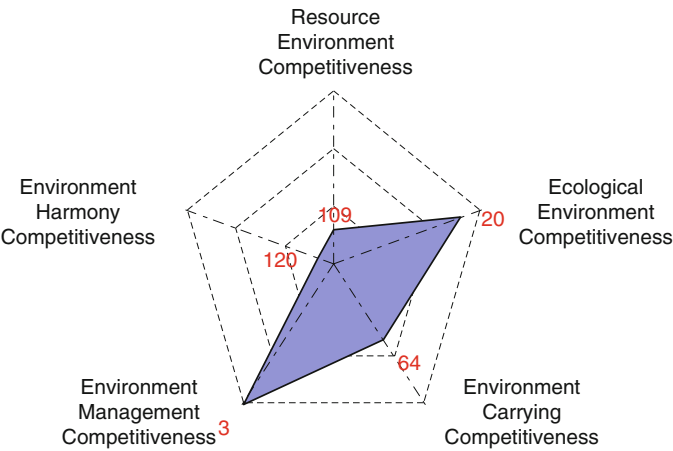 Resource
Environment
Competitiveness
Environment
Harmony
Competitiveness
109
Ecological
Environment
Competitiveness
20
120
64
Environment
Management
Competitiveness
3
Environment
Carrying
Competitiveness